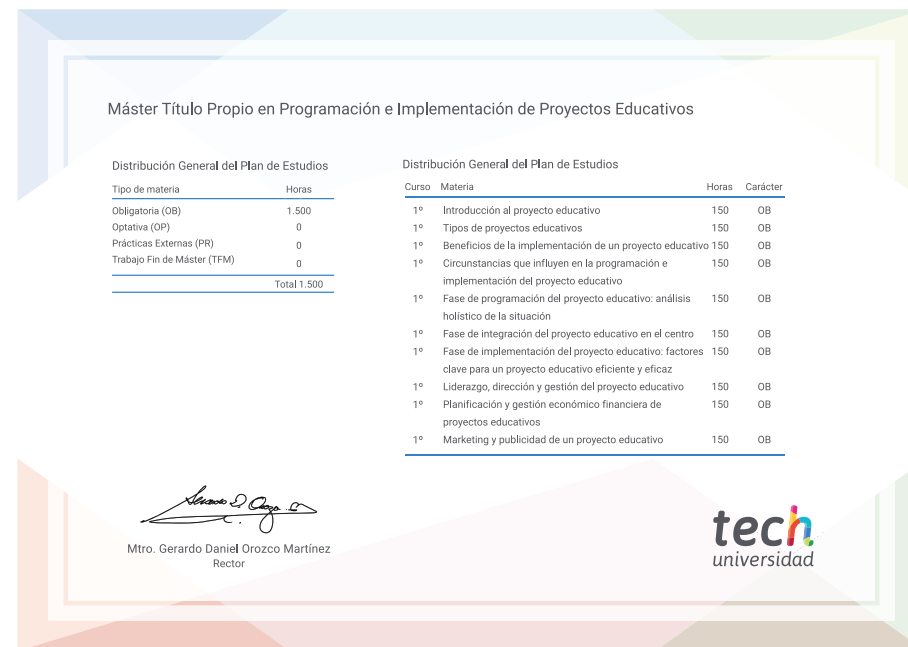 Máster Título Propio en Programación e Implementación de Proyectos Educativos
Distribución General del Plan de Estudios
Tipo de materia Horas
Obligatoria (OB) 1.500
Optativa (OP) 0
Prácticas Externas (PR) 0
Trabajo Fin de Máster (TFM) 0
Total 1.500
Distribución General del Plan de Estudios
Curso Materia Horas Carácter
1º Introducción al proyecto educativo 150 OB
1º Tipos de proyectos educativos 150 OB
1º Beneficios de la implementación de un proyecto educativo 150 OB
1º Circunstancias que influyen en la programación e 150 OB
implementación del proyecto educativo
1º Fase de programación del proyecto educativo: análisis 150 OB
holístico de la situación
1º Fase de integración del proyecto educativo en el centro 150 OB
1º Fase de implementación del proyecto educativo: factores 150 OB
clave para un proyecto educativo eficiente y eficaz
1º Liderazgo, dirección y gestión del proyecto educativo 150 OB
1º Planificación y gestión económico financiera de 150 OB
proyectos educativos
1º Marketing y publicidad de un proyecto educativo 150 OB
Mtro. Gerardo Daniel Orozco Martínez
Rector
tech
universidad